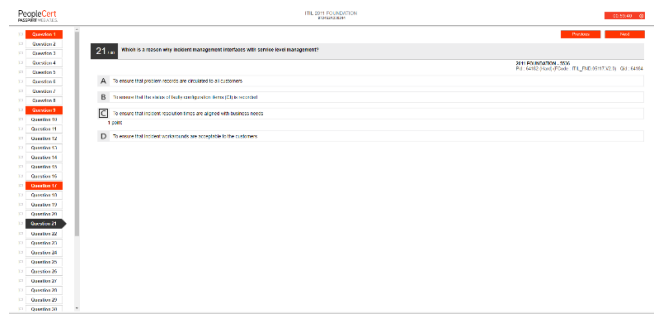 PeopleCert
ITIL 2011 FOUNDATION
Previous
Next
21
Which is a reason why incident management interfaces with service level management?
2011 FOUNDATION
A To ensure that problem records are circulated to all customers
B To ensure that the status of faulty configuration items (CIs) is recorded
C To ensure that incident resolution times are aligned with business needs
D To ensure that incident workarounds are acceptable to the customers
Question 1
Question 2
Question 3
Question 4
Question 5
Question 6
Question 7
Question 8
Question 9
Question 10
Question 11
Question 12
Question 13
Question 14
Question 15
Question 16
Question 17
Question 18
Question 19
Question 20
Question 21
Question 22
Question 23
Question 24
Question 25
Question 26
Question 27
Question 28
Question 29
Question 30